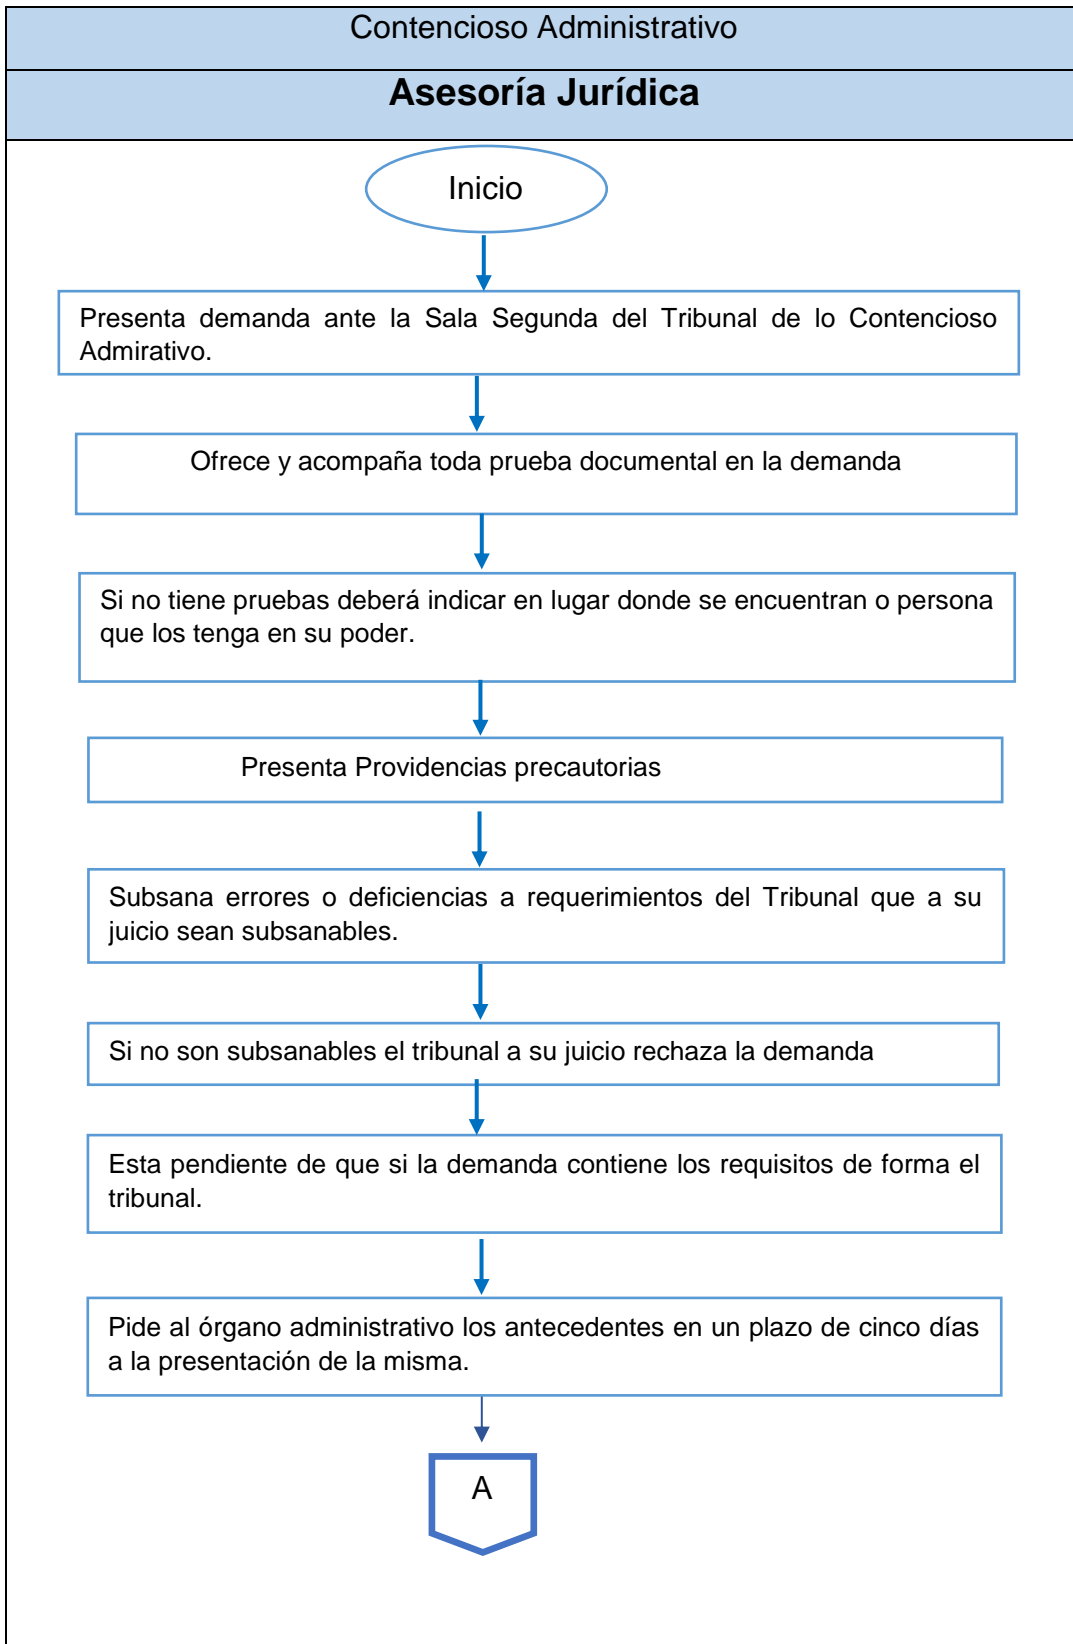 Contencioso Administrativo
Asesoría Jurídica
Inicio
Presenta demanda ante la Sala Segunda del Tribunal de lo Contencioso
Admirativo.
Ofrece y acompaña toda prueba documental en la demanda
Si no tiene pruebas deberá indicar en lugar donde se encuentran o persona
que los tenga en su poder.
Presenta Providencias precautorias
Subsana errores o deficiencias a requerimientos del Tribunal que a su
juicio sean subsanables.
Si no son subsanables el tribunal a su juicio rechaza la demanda
Esta pendiente de que si la demanda contiene los requisitos de forma el
tribunal.
Pide al órgano administrativo los antecedentes en un plazo de cinco días
a la presentación de la misma.
A